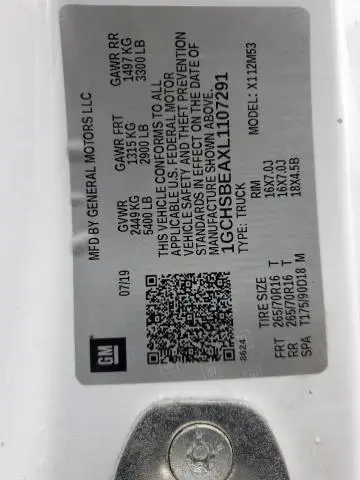 GM
MFD BY GENERAL MOTORS LLC
07/19
GVWR
2449 KG
5400 LB
GAWR FRT
1315 KG
2900 LB
GAWR RR
1497 KG
3300 LB
THIS VEHICLE CONFORMS TO ALL
APPLICABLE U.S. FEDERAL MOTOR
VEHICLE SAFETY AND THEFT PREVENTION
STANDARDS IN EFFECT ON THE DATE OF
MANUFACTURE SHOWN ABOVE.
1GCHSBEAXL1107291
TYPE: TRUCK
MODEL: X112M53
8624
TIRE SIZE RIM
FRT 265/70R16 T 16X7.0J
RR 265/70R16 T 16X7.0J
SPA T175/90D18 M 18X4.5B